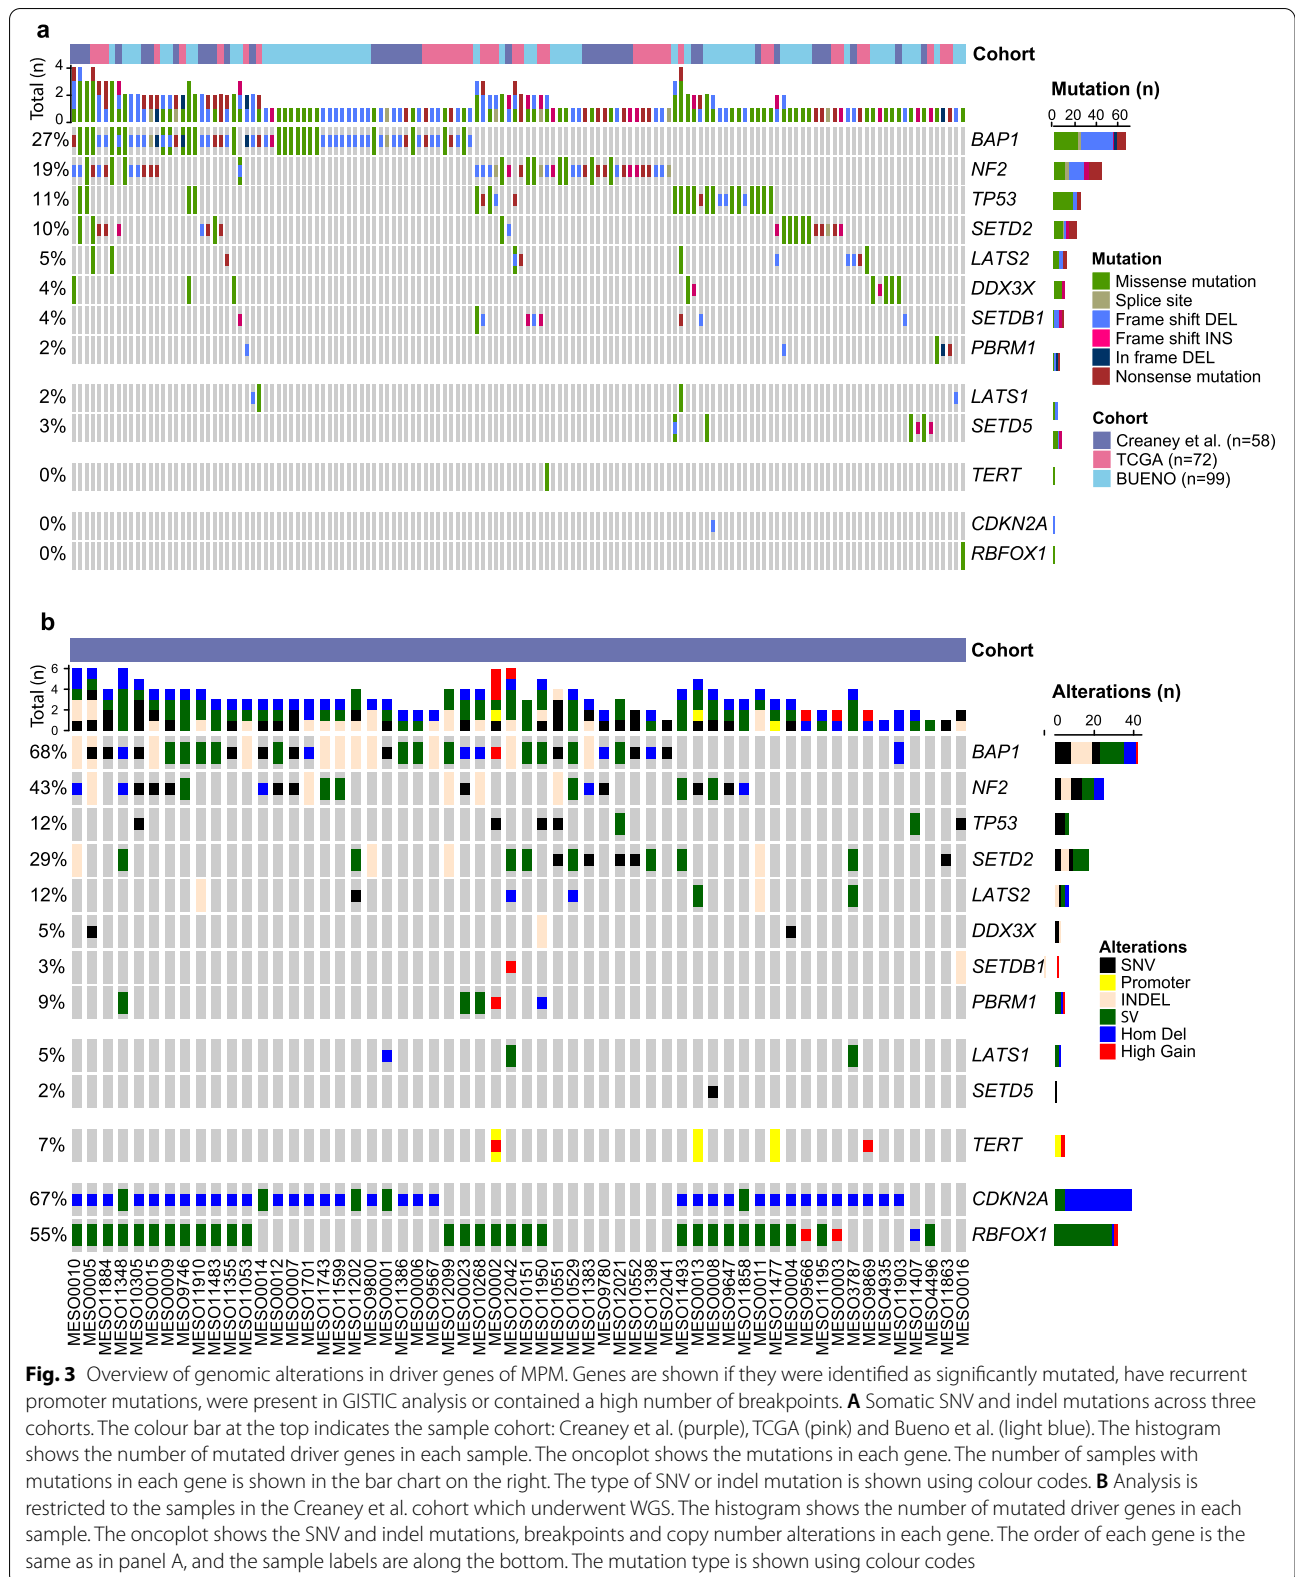 a
Cohort
Total (n)
4
2
0
Mutation (n)
0 20 40 60
27% BAP1
19% NF2
11% TP53
10% SETD2
5% LATS2
4% DDX3X
4% SETDB1
2% PBRM1
2% LATS1
3% SETD5
0% TERT
0% CDKN2A
0% RBFOX1
Mutation
Missense mutation
Splice site
Frame shift DEL
Frame shift INS
In frame DEL
Nonsense mutation
Cohort
Creaney et al. (n=58)
TCGA (n=72)
BUENO (n=99)
b
Cohort
Total (n)
6
4
2
0
Alterations (n)
0 20 40
68% BAP1
43% NF2
12% TP53
29% SETD2
12% LATS2
5% DDX3X
3% SETDB1
9% PBRM1
5% LATS1
2% SETD5
7% TERT
67% CDKN2A
55% RBFOX1
Alterations
SNV
Promoter
INDEL
SV
Hom Del
High Gain
MESO0010
MESO0005
MESO11884
MESO11348
MESO10305
MESO0015
MESO0009
MESO9746
MESO11910
MESO11483
MESO11355
MESO11053
MESO0014
MESO0012
MESO0007
MESO1701
MESO11743
MESO11599
MESO11202
MESO9800
MESO0001
MESO11386
MESO0006
MESO9567
MESO12099
MESO0023
MESO10268
MESO0002
MESO12042
MESO10151
MESO11950
MESO10551
MESO10529
MESO11383
MESO9780
MESO12021
MESO10552
MESO11398
MESO2041
MESO11493
MESO0013
MESO0008
MESO9647
MESO11858
MESO0011
MESO11477
MESO0004
MESO9566
MESO11195
MESO0003
MESO3787
MESO9869
MESO4935
MESO11903
MESO11407
MESO4496
MESO11863
MESO0016
Fig. 3 Overview of genomic alterations in driver genes of MPM. Genes are shown if they were identified as significantly mutated, have recurrent
promoter mutations, were present in GISTIC analysis or contained a high number of breakpoints. A Somatic SNV and indel mutations across three
cohorts. The colour bar at the top indicates the sample cohort: Creaney et al. (purple), TCGA (pink) and Bueno et al. (light blue). The histogram
shows the number of mutated driver genes in each sample. The oncoplot shows the mutations in each gene. The number of samples with
mutations in each gene is shown in the bar chart on the right. The type of SNV or indel mutation is shown using colour codes. B Analysis is
restricted to the samples in the Creaney et al. cohort which underwent WGS. The histogram shows the number of mutated driver genes in each
sample. The oncoplot shows the SNV and indel mutations, breakpoints and copy number alterations in each gene. The order of each gene is the
same as in panel A, and the sample labels are along the bottom. The mutation type is shown using colour codes